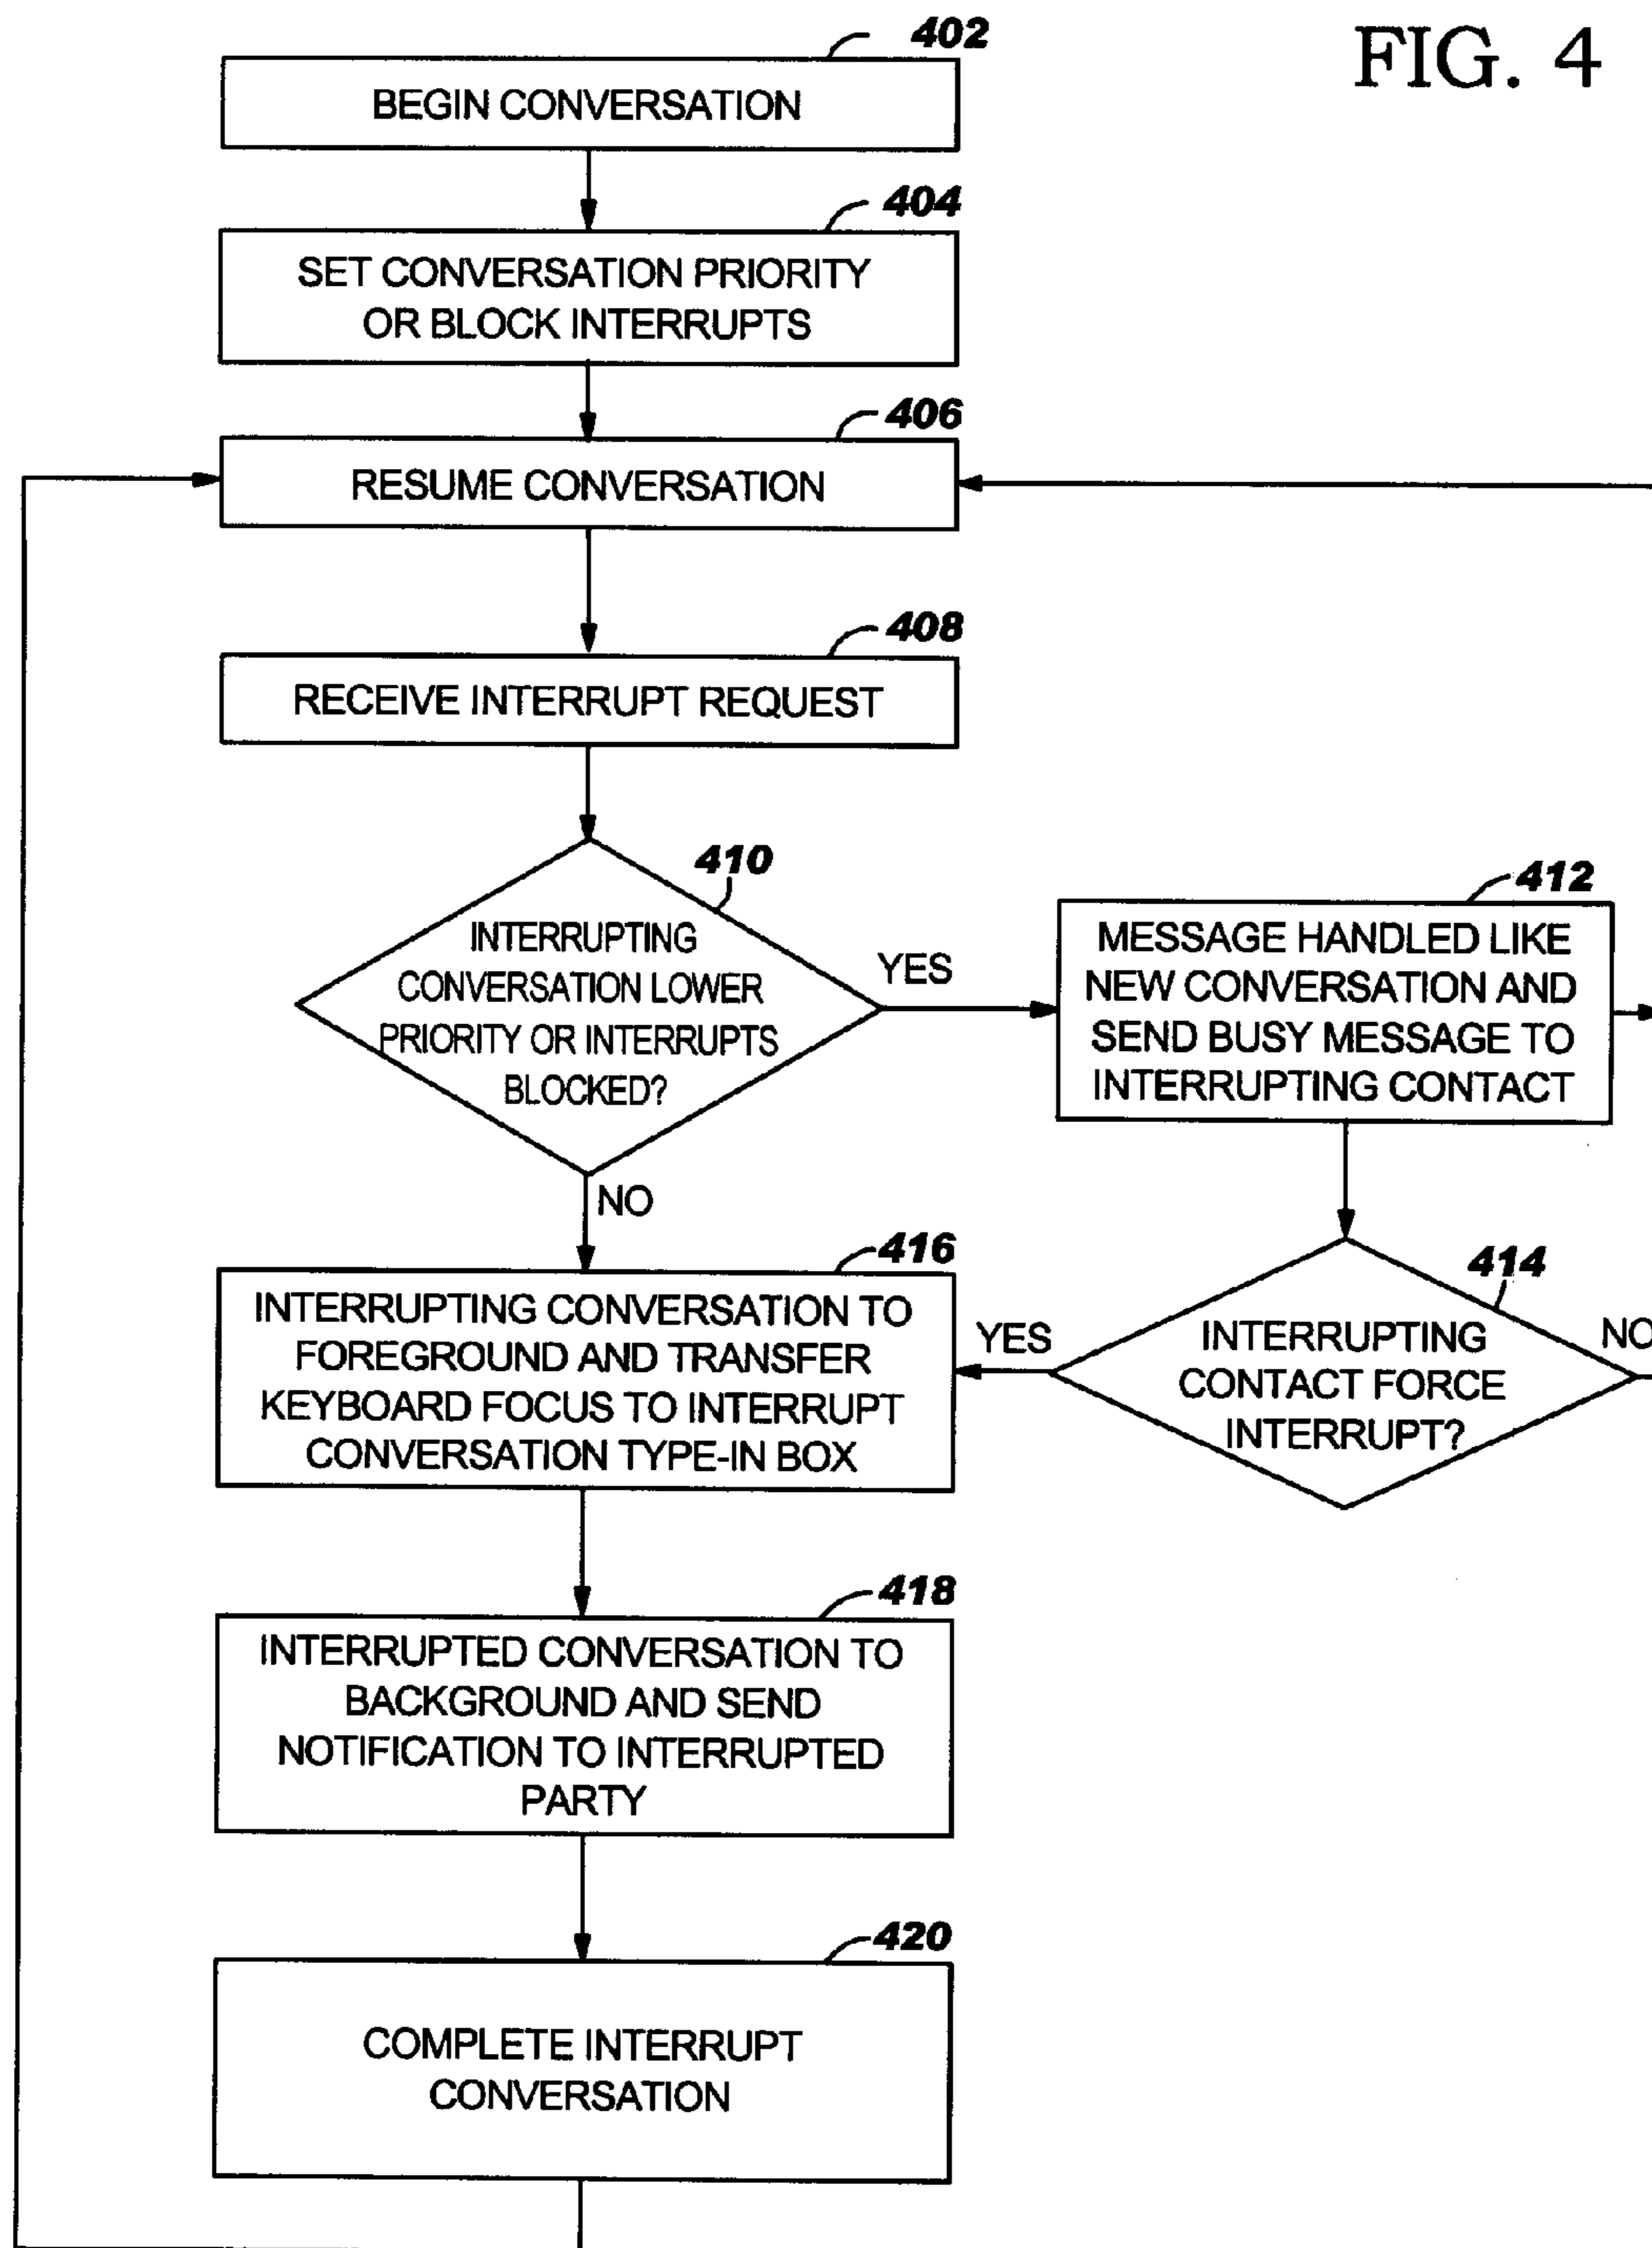 FIG. 4
402
BEGIN CONVERSATION
404
SET CONVERSATION PRIORITY
OR BLOCK INTERRUPTS
406
RESUME CONVERSATION
408
RECEIVE INTERRUPT REQUEST
410
INTERRUPTING
CONVERSATION LOWER
PRIORITY OR INTERRUPTS
BLOCKED?
YES
412
MESSAGE HANDLED LIKE
NEW CONVERSATION AND
SEND BUSY MESSAGE TO
INTERRUPTING CONTACT
NO
414
INTERRUPTING
CONTACT FORCE
INTERRUPT?
YES
NO
416
INTERRUPTING CONVERSATION TO
FOREGROUND AND TRANSFER
KEYBOARD FOCUS TO INTERRUPT
CONVERSATION TYPE-IN BOX
418
INTERRUPTED CONVERSATION TO
BACKGROUND AND SEND
NOTIFICATION TO INTERRUPTED
PARTY
420
COMPLETE INTERRUPT
CONVERSATION